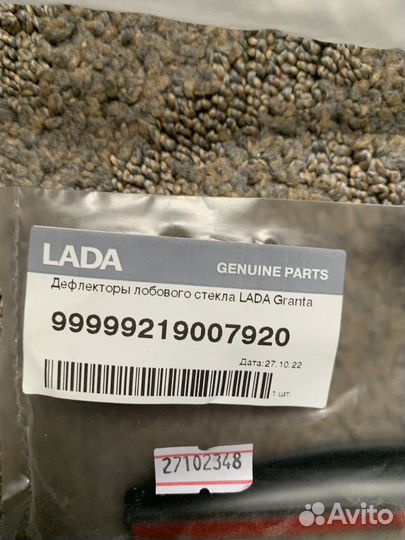 LADA
GENUINE PARTS
Дефлекторы лобового стекла LADA Granta
99999219007920
Дата: 27.10.22
1 шт.
27102348
Avito